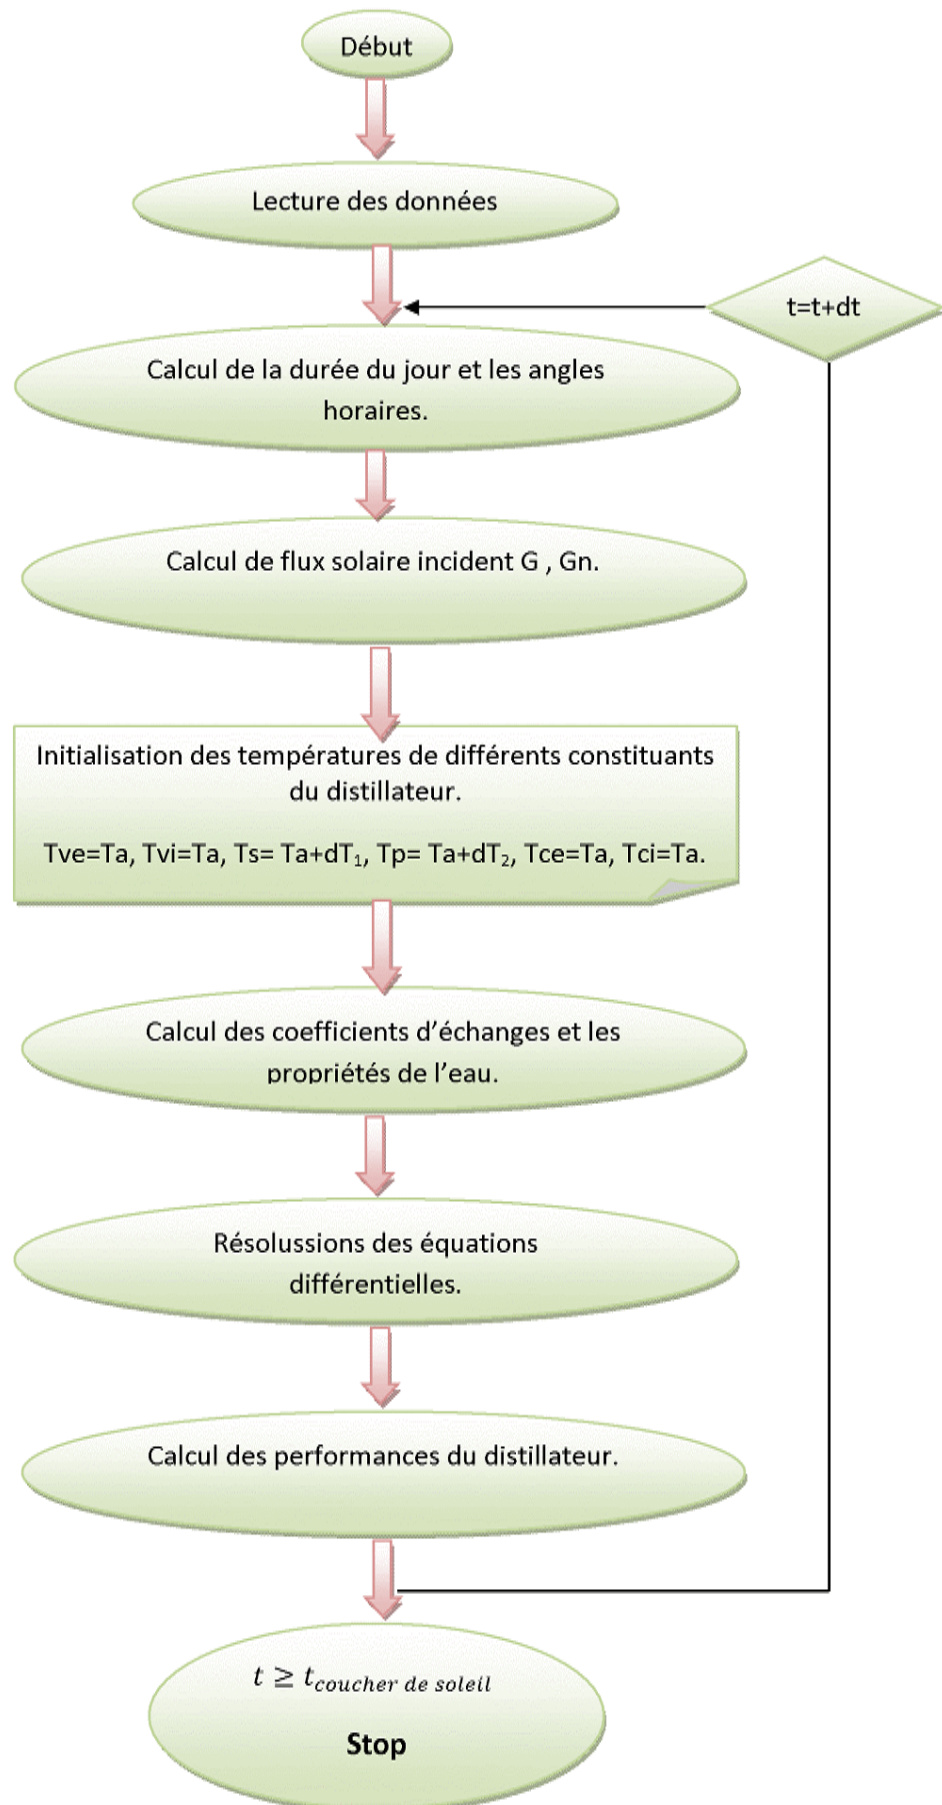 Début
Lecture des données
t=t+dt
Calcul de la durée du jour et les angles
horaires.
Calcul de flux solaire incident G , Gn.
Initialisation des températures de différents constituants
du distillateur.
Tve=Ta, Tvi=Ta, Ts= Ta+dT₁, Tp= Ta+dT₂, Tce=Ta, Tci=Ta.
Calcul des coefficients d’échanges et les
propriétés de l’eau.
Résolussions des équations
différentielles.
Calcul des performances du distillateur.
t ≥ t_{coucher de soleil}
Stop